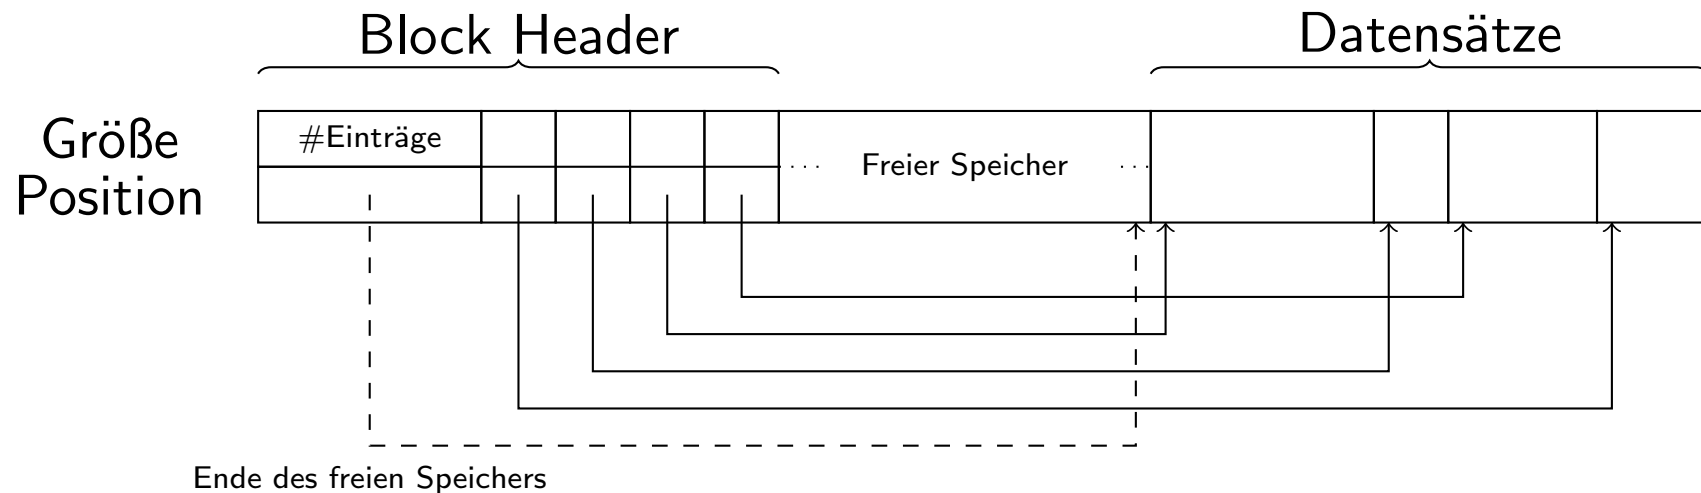 Block Header
Datensätze
Größe
Position
#Einträge
... Freier Speicher ...
Ende des freien Speichers